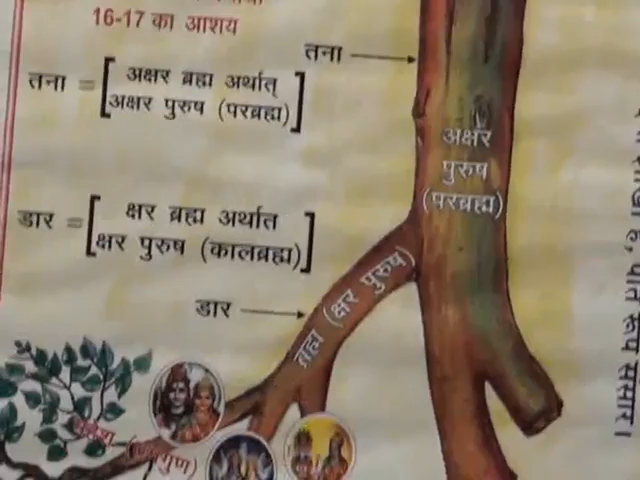 16-17 का आशय
तना
तना = [ अक्षर ब्रह्म अर्थात्
अक्षर पुरुष (परब्रह्म) ]
अक्षर
पुरुष
(परब्रह्म)
डार = [ क्षर ब्रह्म अर्थात
क्षर पुरुष (कालब्रह्म) ]
डार
ब्रह्म (क्षर पुरुष)
है, पात रूप संसार।